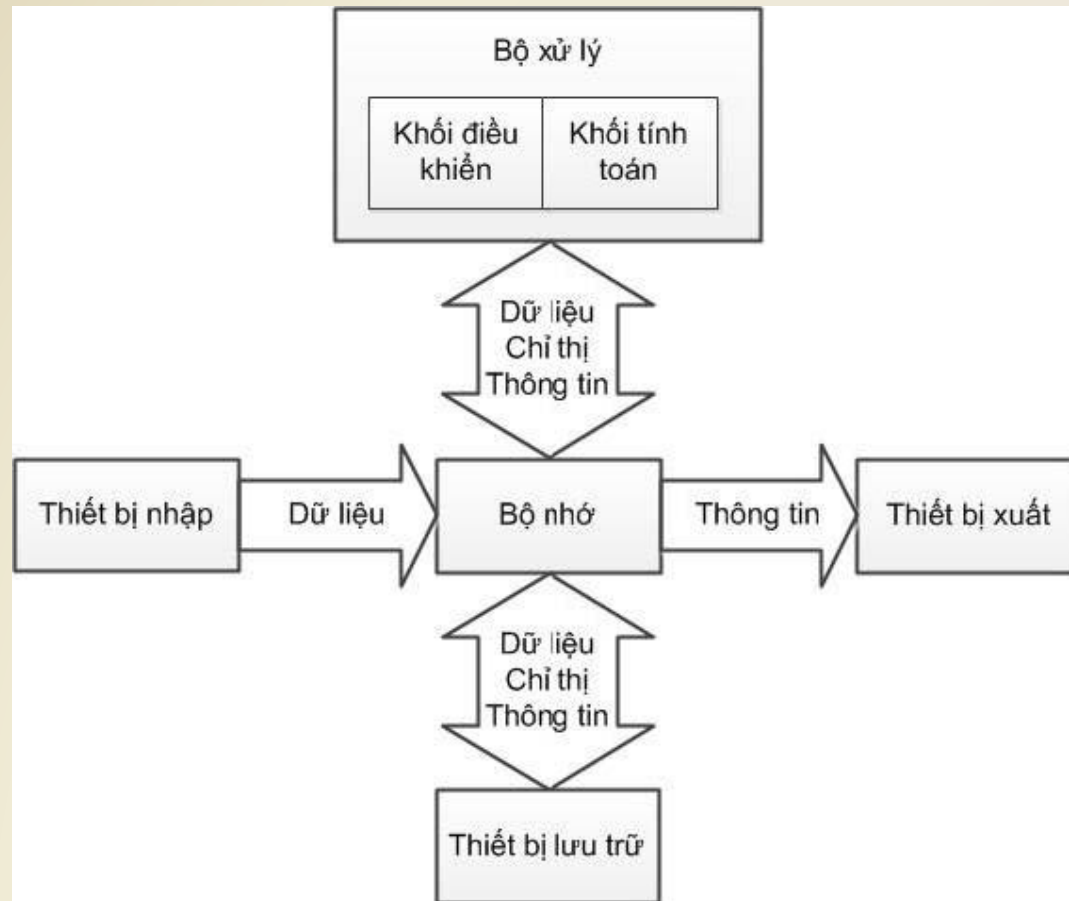 Bộ xử lý
Khối điều
khiển
Khối tính
toán
Dữ liệu
Chỉ thị
Thông tin
Thiết bị nhập
Dữ liệu
Bộ nhớ
Thông tin
Thiết bị xuất
Dữ liệu
Chỉ thị
Thông tin
Thiết bị lưu trữ